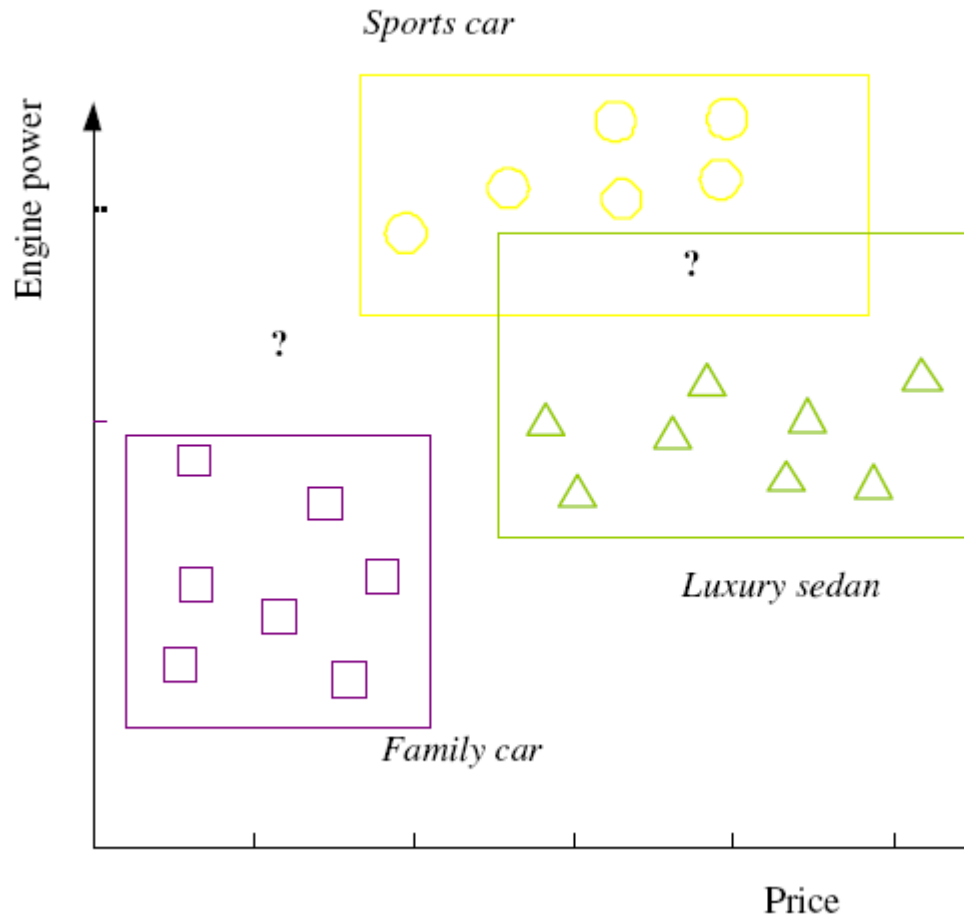 Sports car
Engine power
?
?
Luxury sedan
Family car
Price